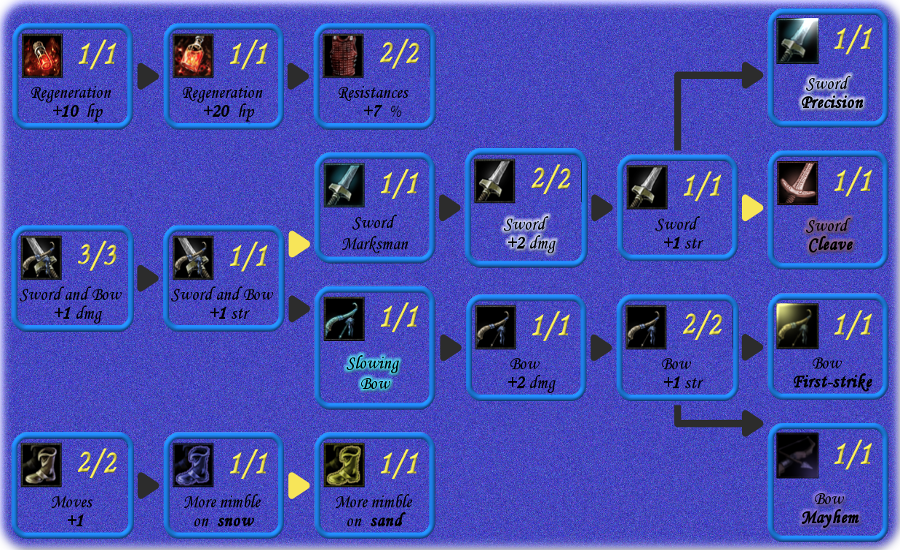 1/1
Regeneration
+10 hp
1/1
Regeneration
+20 hp
2/2
Resistances
+7 %
1/1
Sword
Precision
1/1
Sword
Marksman
2/2
Sword
+2 dmg
1/1
Sword
+1 str
1/1
Sword
Cleave
3/3
Sword and Bow
+1 dmg
1/1
Sword and Bow
+1 str
1/1
Slowing
Bow
1/1
Bow
+2 dmg
2/2
Bow
+1 str
1/1
Bow
First-strike
2/2
Moves
+1
1/1
More nimble
on snow
1/1
More nimble
on sand
1/1
Bow
Mayhem